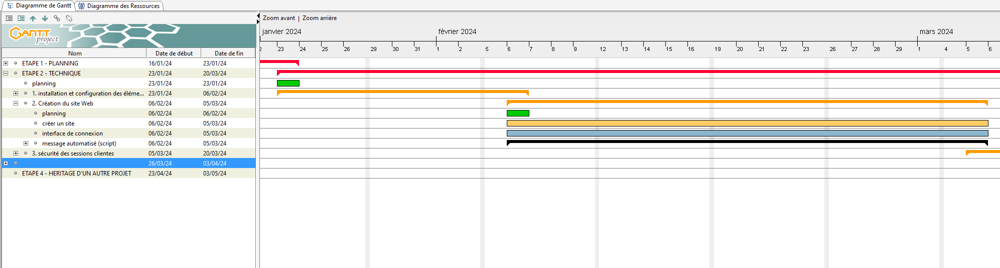 Diagramme de Gantt Diagramme des Ressources
Zoom avant | Zoom arrière
GANTT project
janvier 2024 février 2024 mars 2024
2 23 24 25 26 29 30 31 1 2 5 6 7 8 9 12 13 14 15 16 19 20 21 22 23 26 27 28 29 1 4 5 6
Nom Date de début Date de fin
ETAPE 1 - PLANNING 16/01/24 23/01/24
ETAPE 2 - TECHNIQUE 23/01/24 20/03/24
planning 23/01/24 23/01/24
1. installation et configuration des éléme... 23/01/24 06/02/24
2. Création du site Web 06/02/24 05/03/24
planning 06/02/24 06/02/24
créer un site 06/02/24 05/03/24
interface de connexion 06/02/24 05/03/24
message automatisé (script) 06/02/24 05/03/24
3. sécurité des sessions clientes 05/03/24 20/03/24
26/03/24 03/04/24
ETAPE 4 - HERITAGE D'UN AUTRE PROJET 23/04/24 03/05/24